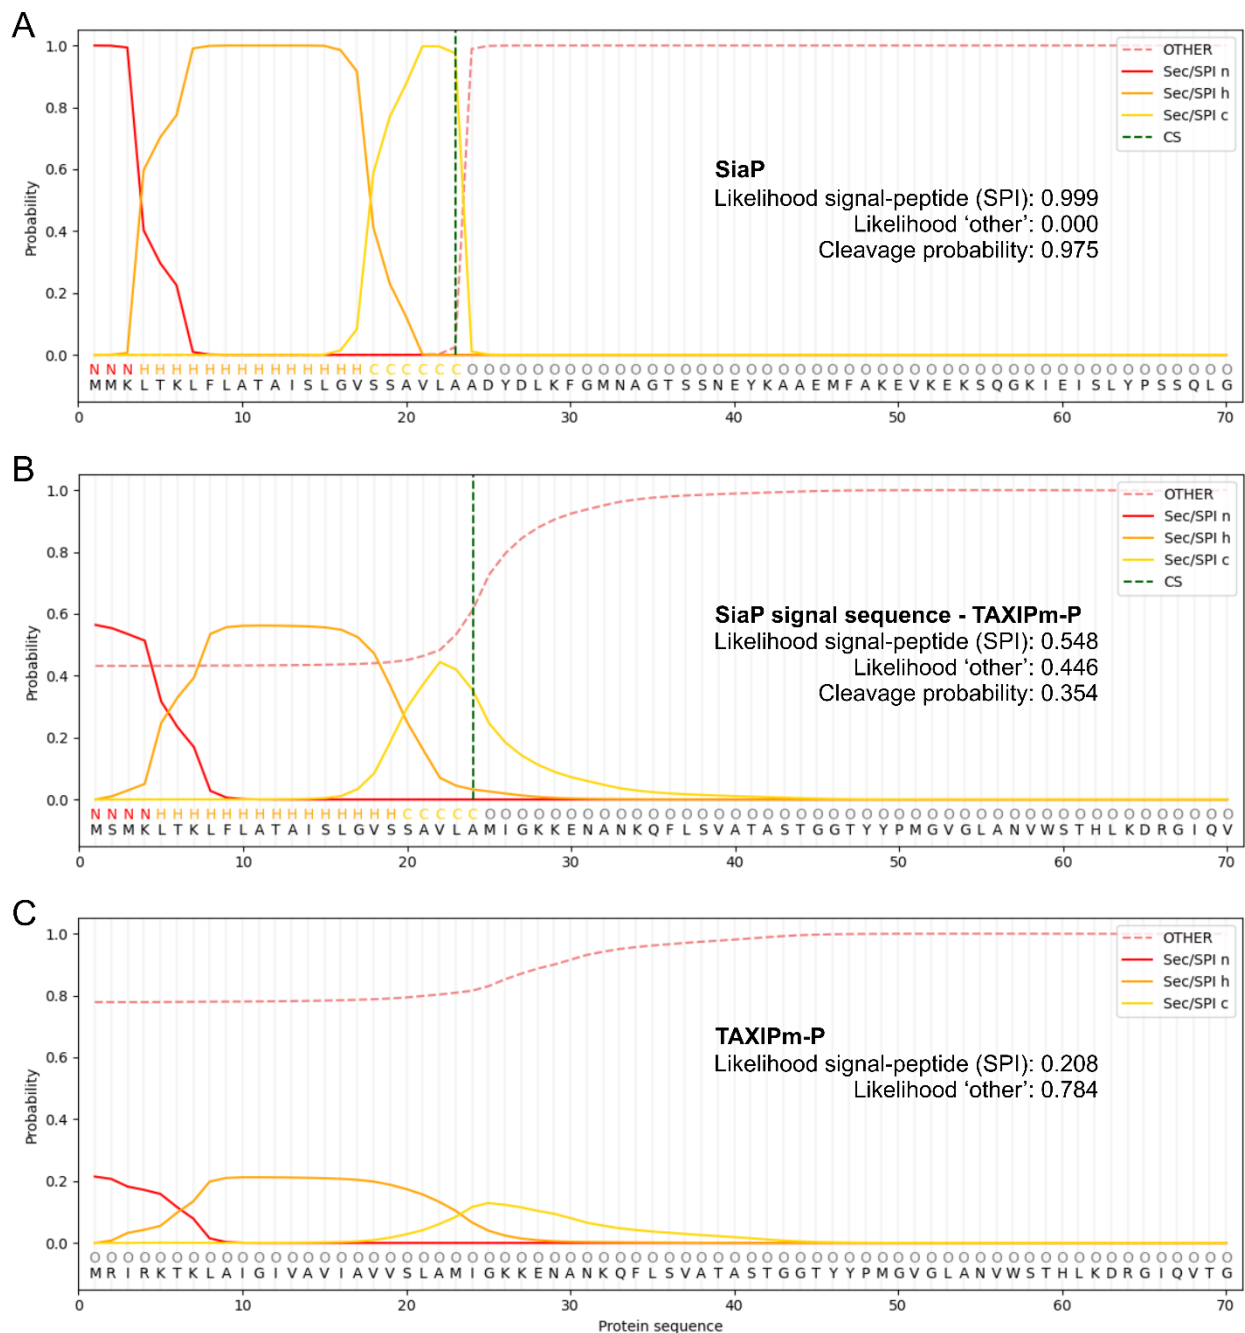 A
1.0
0.8
0.6
0.4
0.2
0.0
Probability
OTHER
Sec/SPI n
Sec/SPI h
Sec/SPI c
CS
SiaP
Likelihood signal-peptide (SPI): 0.999
Likelihood ‘other’: 0.000
Cleavage probability: 0.975
N N N H H H H H H H H H H H H H H C C C C C C O O O O O O O O O O O O O O O O O O O O O O O O O O O O O O O O O O O O O O O O O O O O O O O
M M K L T K L F L A T A I S L G V S S A V L A A D Y D L K F G M N A G T S S N E Y K A A E M F A K E V K E K S Q G K I E I S L Y P S S Q L G
0 10 20 30 40 50 60 70
B
1.0
0.8
0.6
0.4
0.2
0.0
Probability
OTHER
Sec/SPI n
Sec/SPI h
Sec/SPI c
CS
SiaP signal sequence - TAXIPm-P
Likelihood signal-peptide (SPI): 0.548
Likelihood ‘other’: 0.446
Cleavage probability: 0.354
N N N N H H H H H H H H H H H H H H H C C C C C O O O O O O O O O O O O O O O O O O O O O O O O O O O O O O O O O O O O O O O O O O O O O O
M S M K L T K L F L A T A I S L G V S S A V L A M I G K K E N A N K Q F L S V A T A S T G G T Y Y P M G V G L A N V W S T H L K D R G I Q V
0 10 20 30 40 50 60 70
C
1.0
0.8
0.6
0.4
0.2
0.0
Probability
OTHER
Sec/SPI n
Sec/SPI h
Sec/SPI c
TAXIPm-P
Likelihood signal-peptide (SPI): 0.208
Likelihood ‘other’: 0.784
O O O O O O O O O O O O O O O O O O O O O O O O O O O O O O O O O O O O O O O O O O O O O O O O O O O O O O O O O O O O O O O O O O O O O O
M R I R K T K L A I G I V A V I A V V S L A M I G K K E N A N K Q F L S V A T A S T G G T Y Y P M G V G L A N V W S T H L K D R G I Q V T G
0 10 20 30 40 50 60 70
Protein sequence